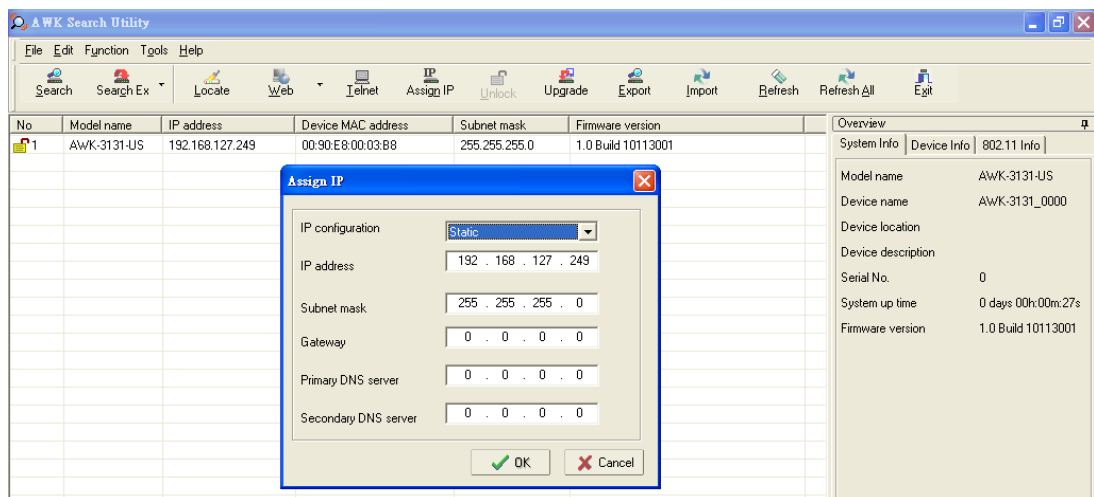 AWK Search Utility
File Edit Function Tools Help
Search Search Ex Locate Web Telnet Assign IP Unlock Upgrade Export Import Refresh Refresh All Exit
IP
No Model name IP address Device MAC address Subnet mask Firmware version
1 AWK-3131-US 192.168.127.249 00:90:E8:00:03:B8 255.255.255.0 1.0 Build 10113001
Assign IP
IP configuration Static
IP address 192 . 168 . 127 . 249
Subnet mask 255 . 255 . 255 . 0
Gateway 0 . 0 . 0 . 0
Primary DNS server 0 . 0 . 0 . 0
Secondary DNS server 0 . 0 . 0 . 0
OK Cancel
Overview
System Info Device Info 802.11 Info
Model name AWK-3131-US
Device name AWK-3131_0000
Device location
Device description
Serial No. 0
System up time 0 days 00h:00m:27s
Firmware version 1.0 Build 10113001